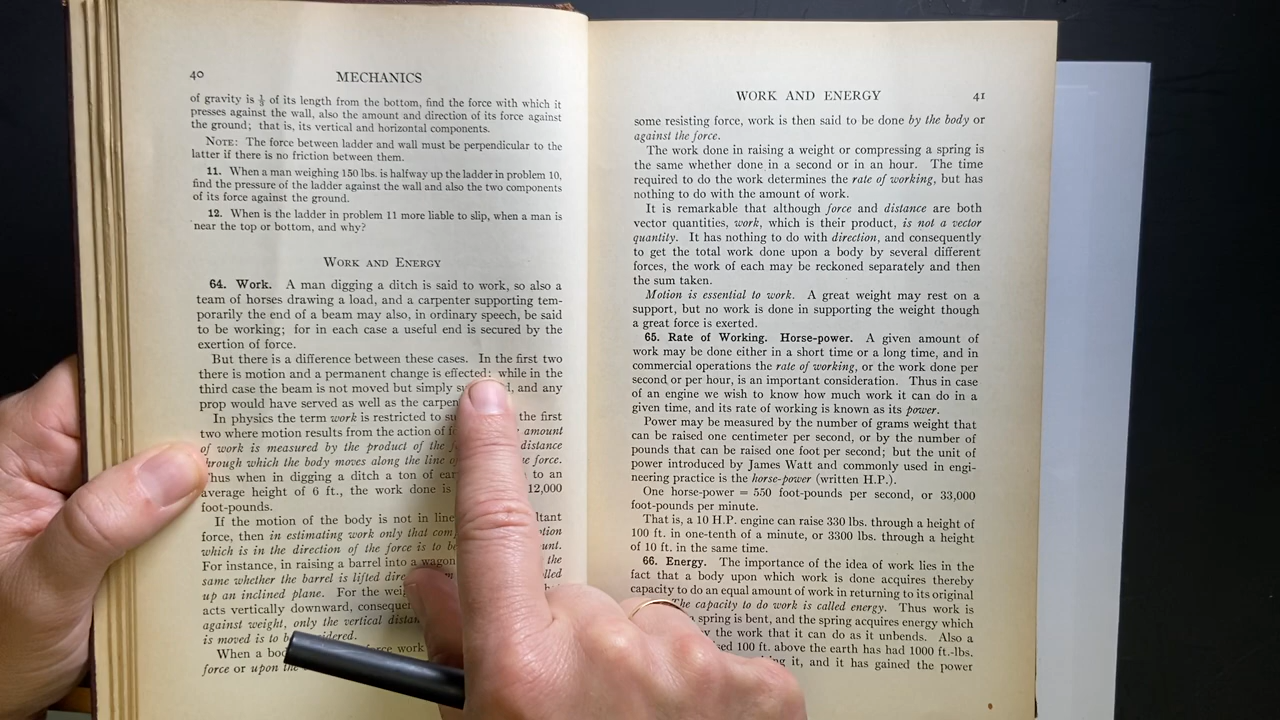 40
MECHANICS
of gravity is ⅓ of its length from the bottom, find the force with which it
presses against the wall, also the amount and direction of its force against
the ground; that is, its vertical and horizontal components.
NOTE: The force between ladder and wall must be perpendicular to the
latter if there is no friction between them.
11. When a man weighing 150 lbs. is halfway up the ladder in problem 10,
find the pressure of the ladder against the wall and also the two components
of its force against the ground.
12. When is the ladder in problem 11 more liable to slip, when a man is
near the top or bottom, and why?
WORK AND ENERGY
64. Work. A man digging a ditch is said to work, so also a
team of horses drawing a load, and a carpenter supporting tem-
porarily the end of a beam may also, in ordinary speech, be said
to be working; for in each case a useful end is secured by the
exertion of force.
But there is a difference between these cases. In the first two
there is motion and a permanent change is effected; while in the
third case the beam is not moved but simply and any
prop would have served as well as the
In physics the term work is restricted to the first
two where motion results from the action of amount
of work is measured by the product of the distance
through which the body moves along the line force.
Thus when in digging a ditch a ton of to an
average height of 6 ft., the work done is 12,000
foot-pounds.
If the motion of the body is not in line
force, then in estimating work only that
which is in the direction of the force is to
For instance, in raising a barrel into a wagon the
same whether the barrel is lifted
up an inclined plane. For the
acts vertically downward,
against weight, only the vertical
is moved is to be
When a work
force or upon the
WORK AND ENERGY
41
some resisting force, work is then said to be done by the body or
against the force.
The work done in raising a weight or compressing a spring is
the same whether done in a second or in an hour. The time
required to do the work determines the rate of working, but has
nothing to do with the amount of work.
It is remarkable that although force and distance are both
vector quantities, work, which is their product, is not a vector
quantity. It has nothing to do with direction, and consequently
to get the total work done upon a body by several different
forces, the work of each may be reckoned separately and then
the sum taken.
Motion is essential to work. A great weight may rest on a
support, but no work is done in supporting the weight though
a great force is exerted.
65. Rate of Working. Horse-power. A given amount of
work may be done either in a short time or a long time, and in
commercial operations the rate of working, or the work done per
second or per hour, is an important consideration. Thus in case
of an engine we wish to know how much work it can do in a
given time, and its rate of working is known as its power.
Power may be measured by the number of grams weight that
can be raised one centimeter per second, or by the number of
pounds that can be raised one foot per second; but the unit of
power introduced by James Watt and commonly used in engi-
neering practice is the horse-power (written H.P.).
One horse-power = 550 foot-pounds per second, or 33,000
foot-pounds per minute.
That is, a 10 H.P. engine can raise 330 lbs. through a height of
100 ft. in one-tenth of a minute, or 3300 lbs. through a height
of 10 ft. in the same time.
66. Energy. The importance of the idea of work lies in the
fact that a body upon which work is done acquires thereby
capacity to do an equal amount of work in returning to its original
The capacity to do work is called energy. Thus work is
spring is bent, and the spring acquires energy which
the work that it can do as it unbends. Also a
100 ft. above the earth has had 1000 ft.-lbs.
it, and it has gained the power